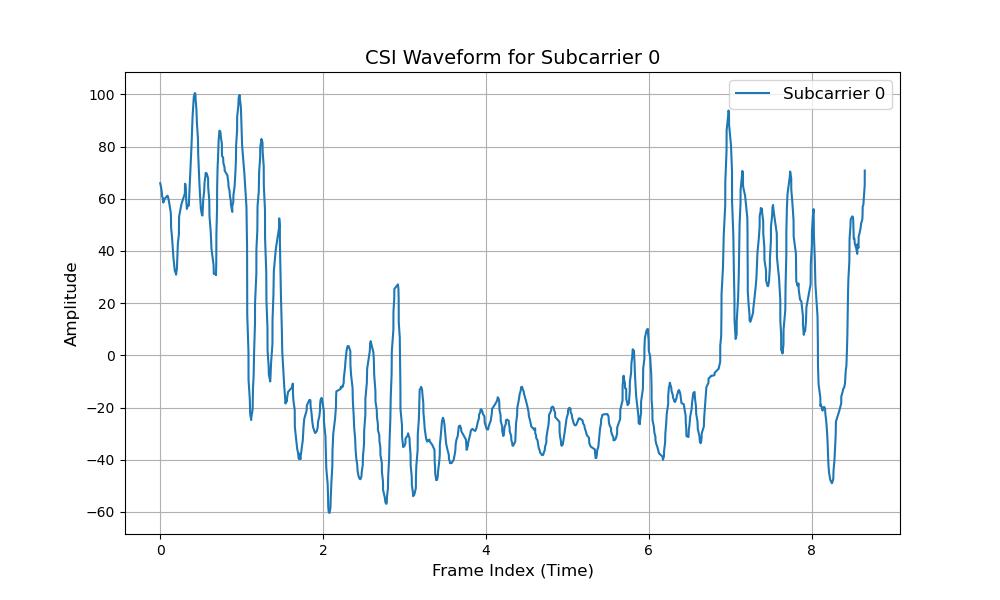 CSI Waveform for Subcarrier 0
Subcarrier 0
100
80
60
40
20
0
−20
−40
−60
Amplitude
0 2 4 6 8
Frame Index (Time)